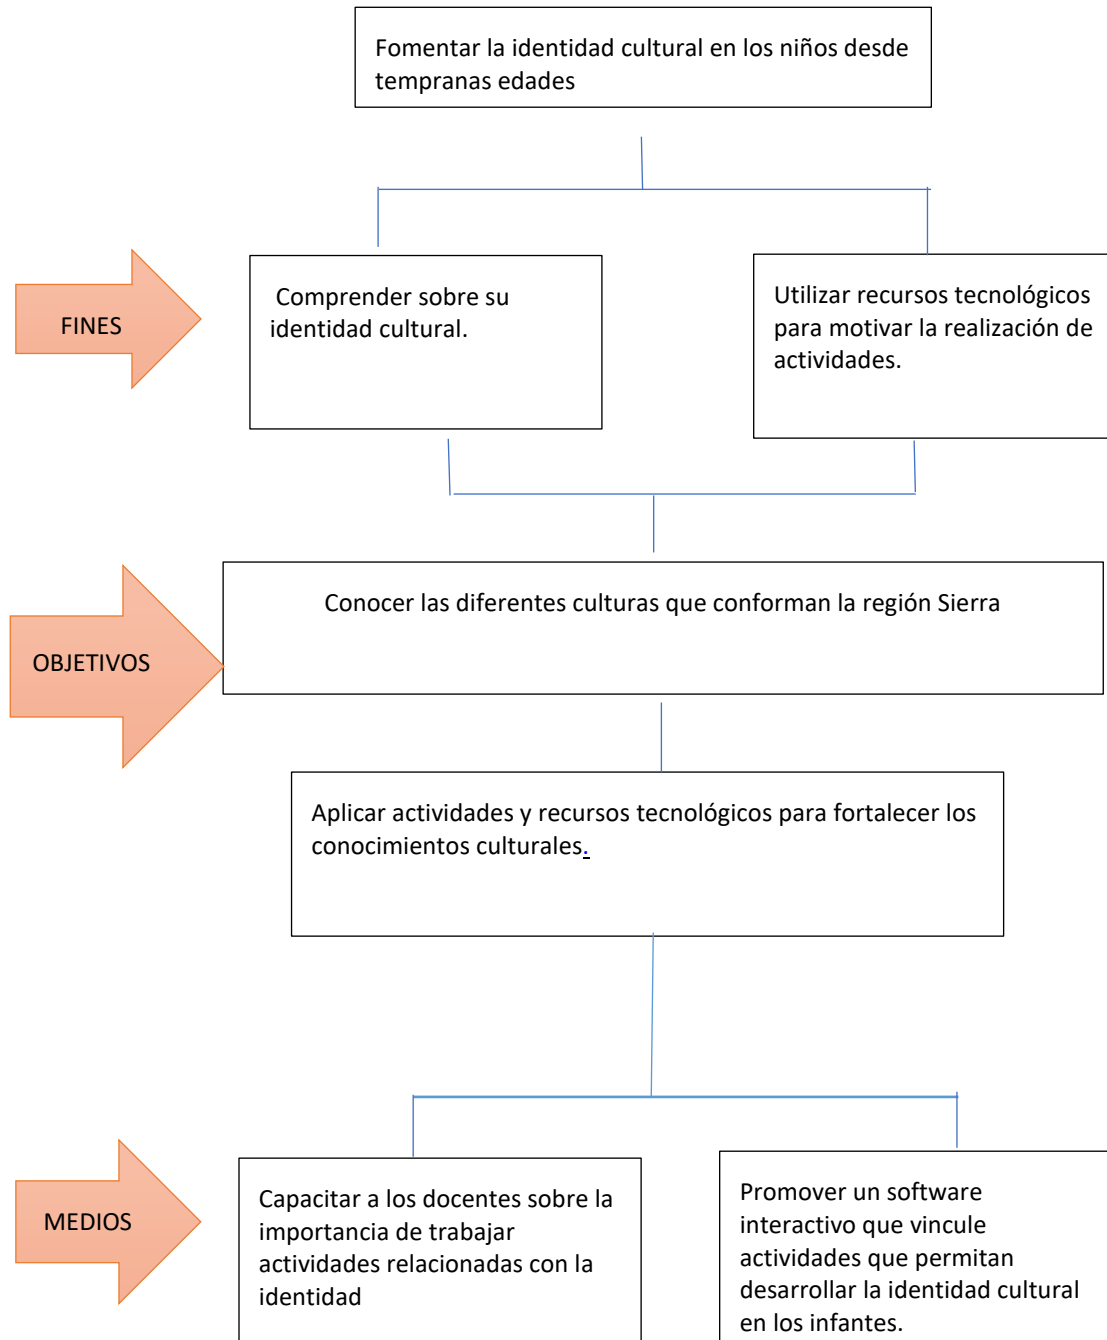 Fomentar la identidad cultural en los niños desde
tempranas edades
FINES
Comprender sobre su
identidad cultural.
Utilizar recursos tecnológicos
para motivar la realización de
actividades.
OBJETIVOS
Conocer las diferentes culturas que conforman la región Sierra
Aplicar actividades y recursos tecnológicos para fortalecer los
conocimientos culturales.
MEDIOS
Capacitar a los docentes sobre la
importancia de trabajar
actividades relacionadas con la
identidad
Promover un software
interactivo que vincule
actividades que permitan
desarrollar la identidad cultural
en los infantes.